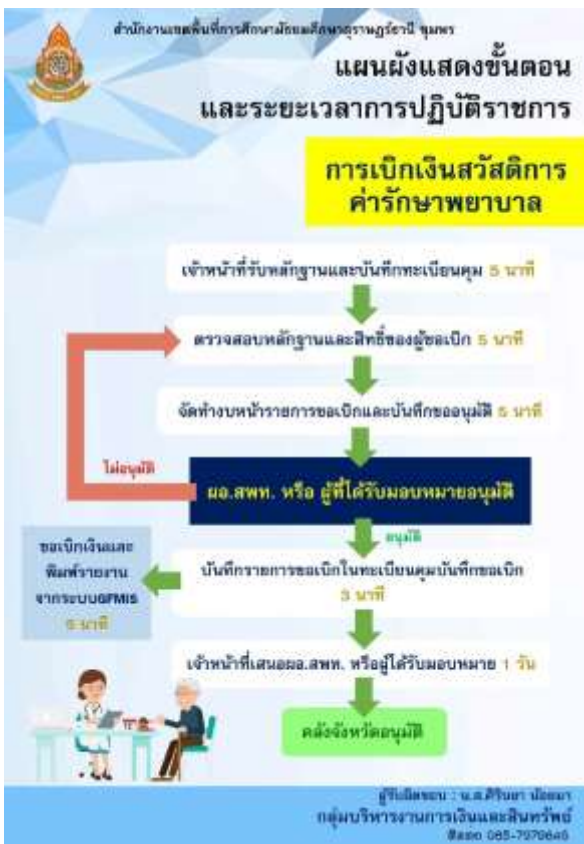 สำนักงานเขตพื้นที่การศึกษามัธยมศึกษาสุราษฎร์ธานี ชุมพร
แผนผังแสดงขั้นตอน
และระยะเวลาการปฏิบัติราชการ
การเบิกเงินสวัสดิการ
ค่ารักษาพยาบาล
เจ้าหน้าที่รับหลักฐานและบันทึกทะเบียนคุม 5 นาที
ตรวจสอบหลักฐานและสิทธิ์ของผู้ขอเบิก 5 นาที
จัดทำงบหน้ารายการขอเบิกและบันทึกขออนุมัติ 5 นาที
ไม่อนุมัติ
ผอ.สพท. หรือ ผู้ที่ได้รับมอบหมายอนุมัติ
อนุมัติ
ขอเบิกเงินและ
พิมพ์รายงาน
จากระบบGFMIS
5 นาที
บันทึกรายการขอเบิกในทะเบียนคุมบันทึกขอเบิก
3 นาที
เจ้าหน้าที่เสนอผอ.สพท. หรือผู้ได้รับมอบหมาย 1 วัน
คลังจังหวัดอนุมัติ
ผู้รับผิดชอบ : น.ส.ศิรินยา
กลุ่มบริหารงานการเงินและสินทรัพย์
ติดต่อ